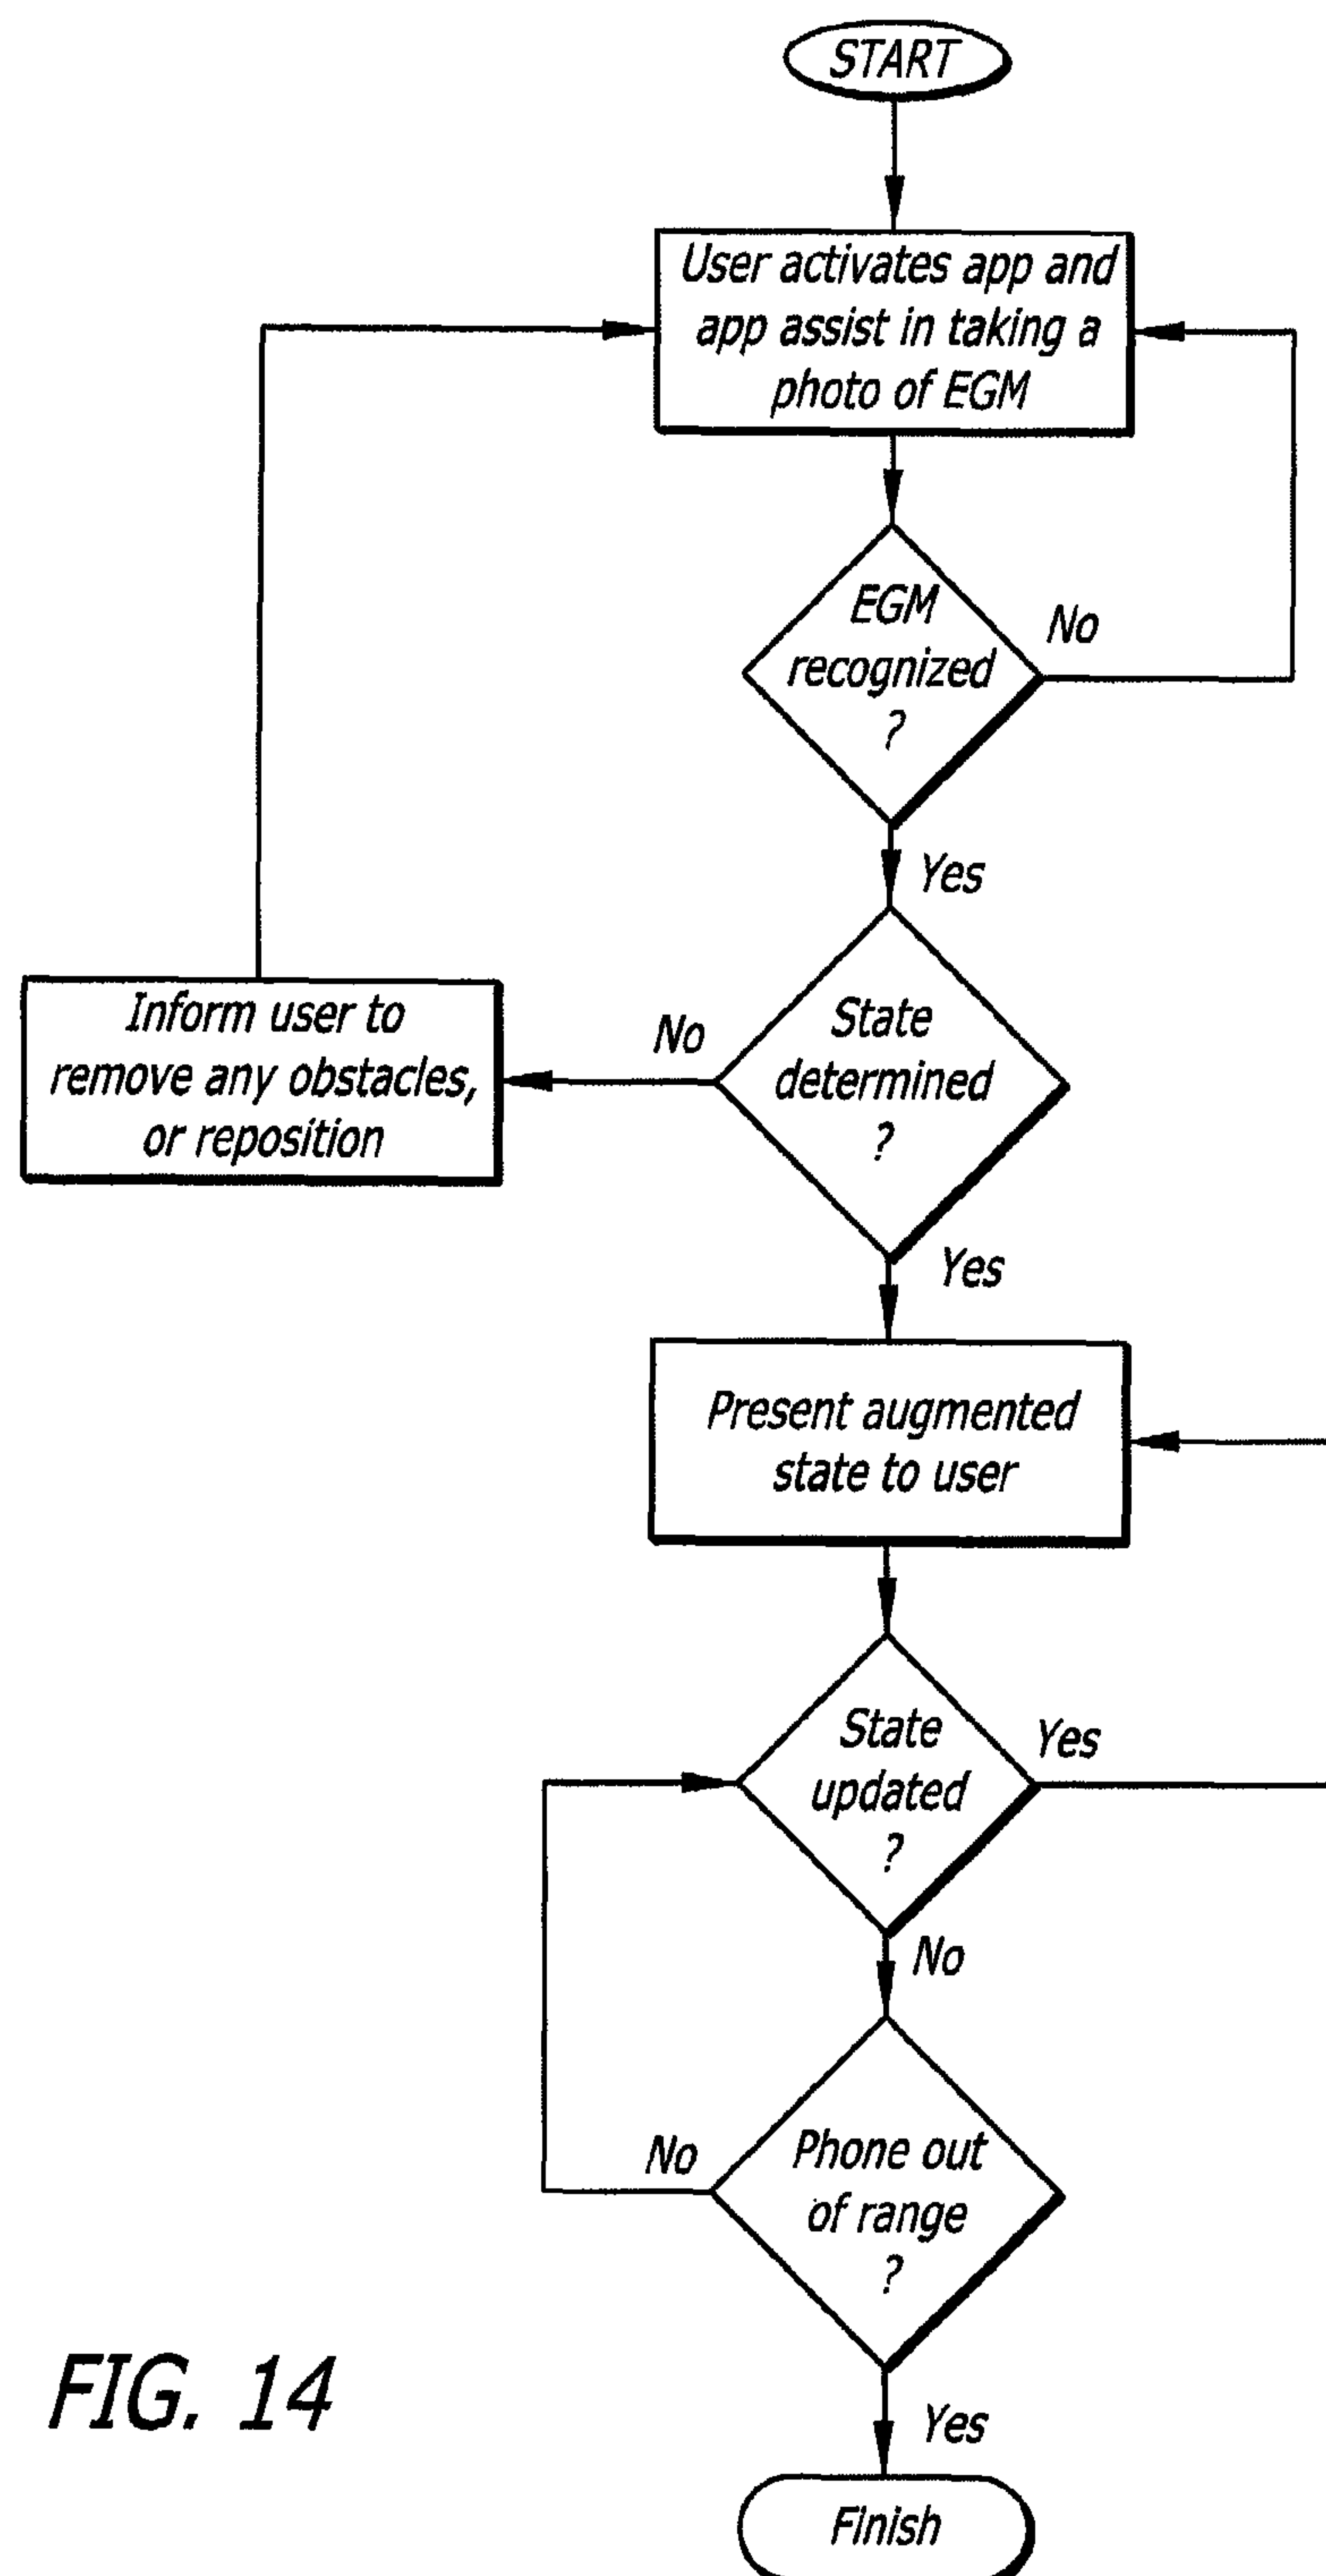 START
User activates app and
app assist in taking a
photo of EGM
EGM
recognized
?
No
Yes
State
determined
?
No
Inform user to
remove any obstacles,
or reposition
Yes
Present augmented
state to user
State
updated
?
Yes
No
Phone out
of range
?
No
Yes
Finish
FIG. 14